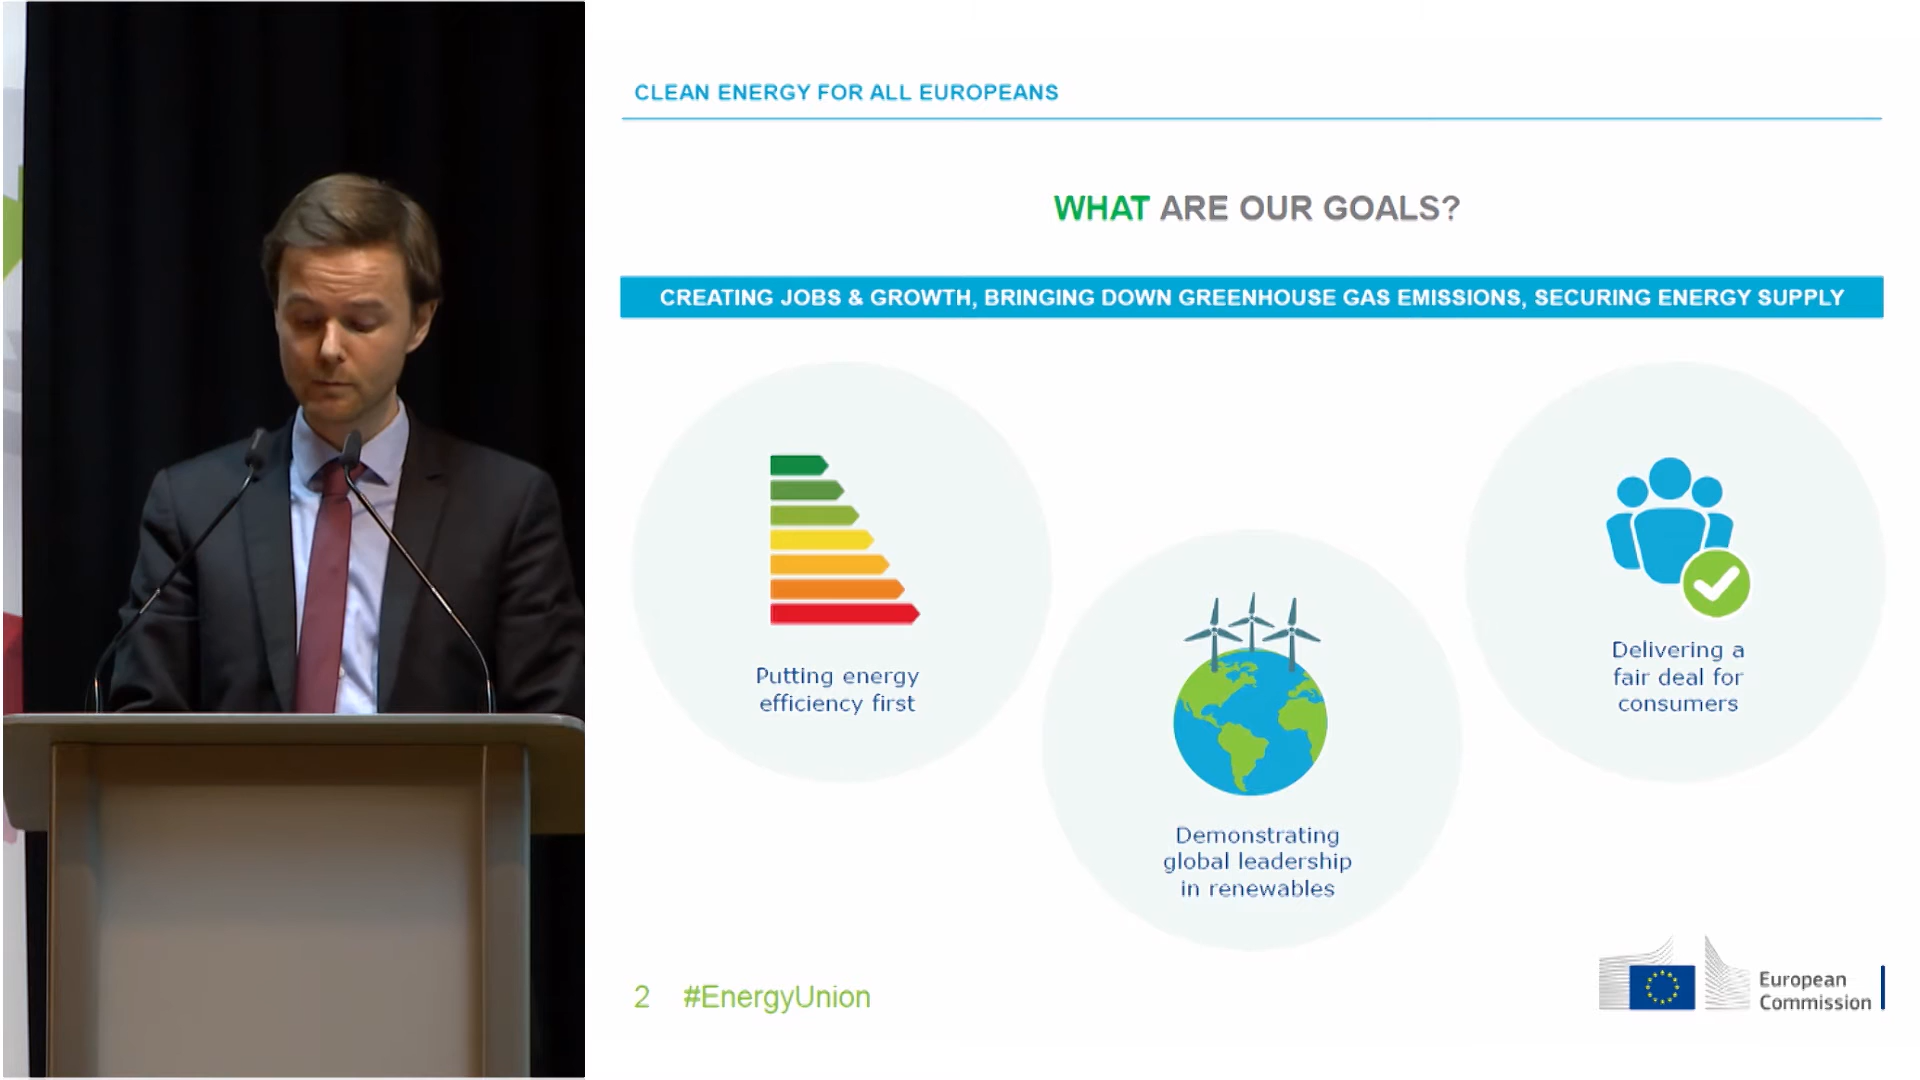 CLEAN ENERGY FOR ALL EUROPEANS
WHAT ARE OUR GOALS?
CREATING JOBS & GROWTH, BRINGING DOWN GREENHOUSE GAS EMISSIONS, SECURING ENERGY SUPPLY
Putting energy
efficiency first
Demonstrating
global leadership
in renewables
Delivering a
fair deal for
consumers
2 #EnergyUnion
European
Commission